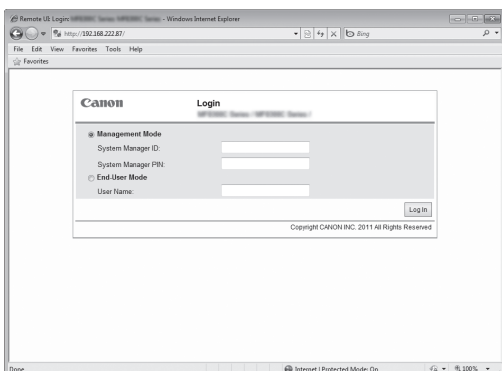 Remote UI: Login: - Windows Internet Explorer
http://192.168.222.87/
Bing
File Edit View Favorites Tools Help
Favorites
Canon
Login
Management Mode
System Manager ID:
System Manager PIN:
End-User Mode
User Name:
Log In
Copyright CANON INC. 2011 All Rights Reserved
Done
Internet | Protected Mode: On
100%